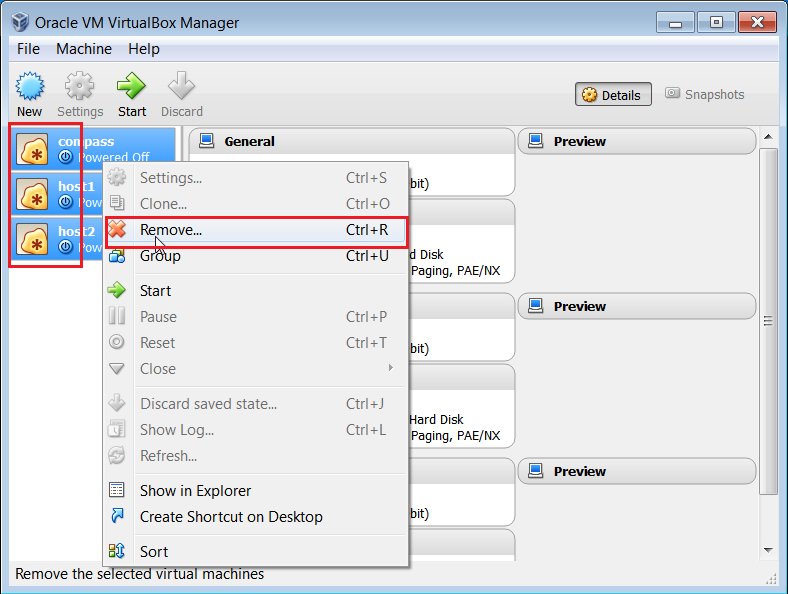 Oracle VM VirtualBox Manager
File Machine Help
New Settings Start Discard
Details Snapshots
compass
Powered Off
host1
Pow
host2
Pow
General
bit)
d Disk
Paging, PAE/NX
bit)
Hard Disk
Paging, PAE/NX
bit)
Preview
Preview
Preview
Settings... Ctrl+S
Clone... Ctrl+O
Remove... Ctrl+R
Group Ctrl+U
Start
Pause Ctrl+P
Reset Ctrl+T
Close
Discard saved state... Ctrl+J
Show Log... Ctrl+L
Refresh...
Show in Explorer
Create Shortcut on Desktop
Sort
Remove the selected virtual machines